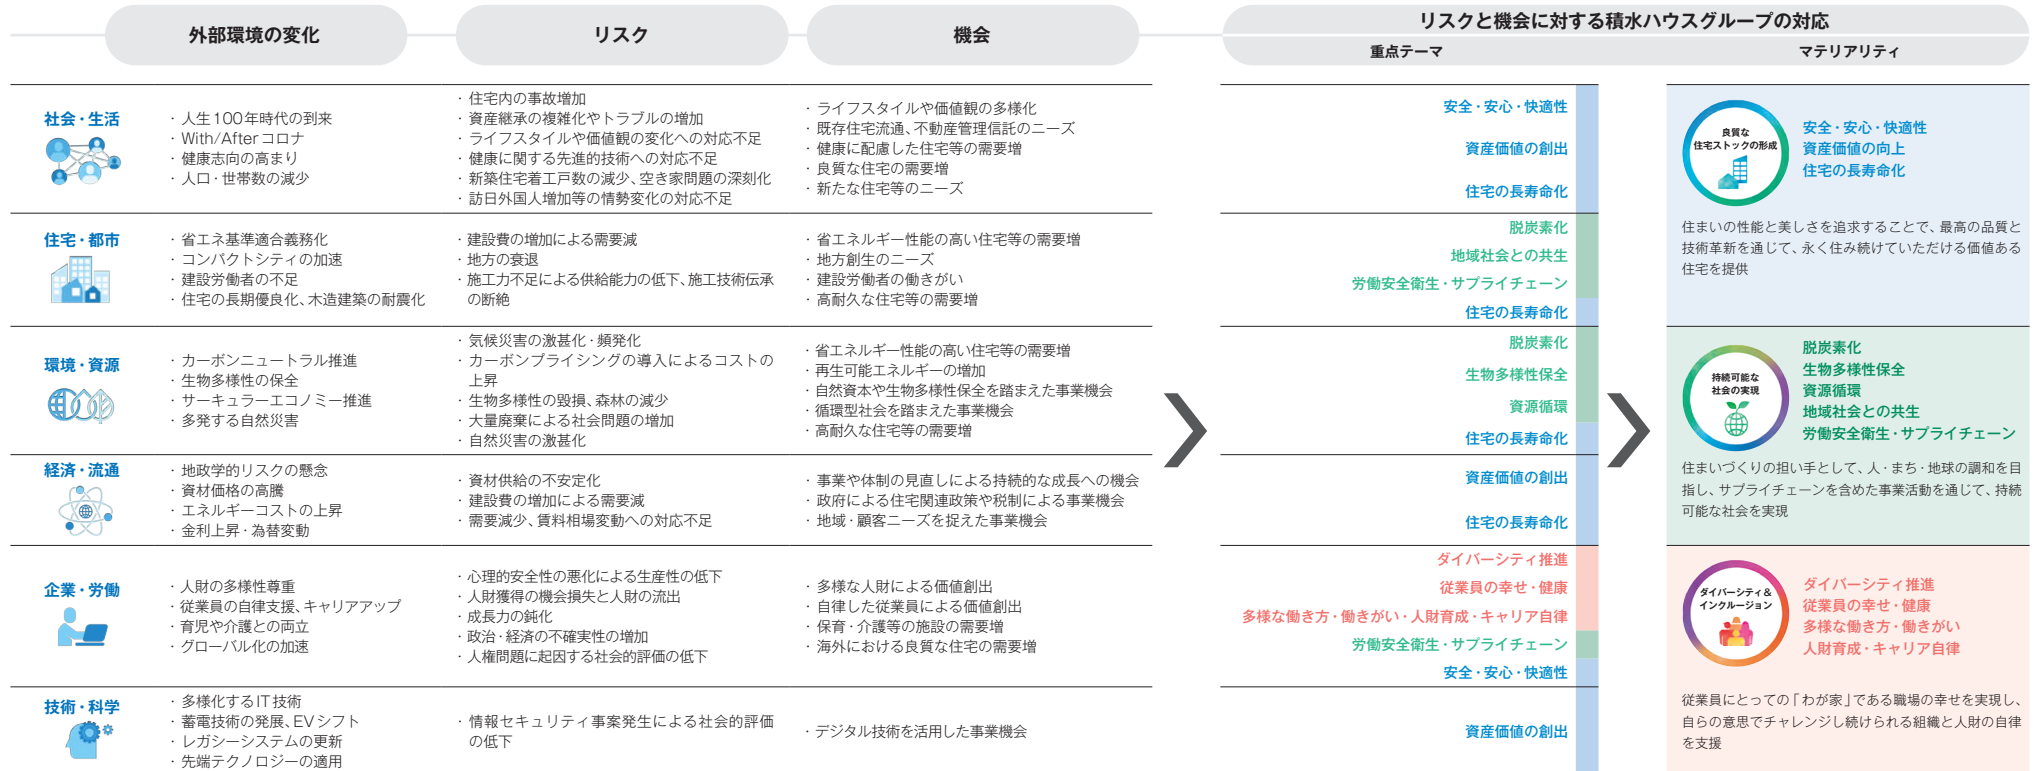 外部環境の変化
リスク
機会
リスクと機会に対する積水ハウスグループの対応
重点テーマ
マテリアリティ
社会・生活
・人生100年時代の到来
・With/Afterコロナ
・健康志向の高まり
・人口・世帯数の減少
・住宅内の事故増加
・資産継承の複雑化やトラブルの増加
・ライフスタイルや価値観の変化への対応不足
・健康に関する先進的技術への対応不足
・新築住宅着工戸数の減少、空き家問題の深刻化
・訪日外国人増加等の情勢変化の対応不足
・ライフスタイルや価値観の多様化
・既存住宅流通、不動産管理信託のニーズ
・健康に配慮した住宅等の需要増
・良質な住宅の需要増
・新たな住宅等のニーズ
安全・安心・快適性
資産価値の創出
住宅の長寿命化
住宅・都市
・省エネ基準適合義務化
・コンパクトシティの加速
・建設労働者の不足
・住宅の長期優良化、木造建築の耐震化
・建設費の増加による需要減
・地方の衰退
・施工力不足による供給能力の低下、施工技術伝承
の断絶
・省エネルギー性能の高い住宅等の需要増
・地方創生のニーズ
・建設労働者の働きがい
・高耐久な住宅等の需要増
脱炭素化
地域社会との共生
労働安全衛生・サプライチェーン
住宅の長寿命化
環境・資源
・カーボンニュートラル推進
・生物多様性の保全
・サーキュラーエコノミー推進
・多発する自然災害
・気候災害の激甚化・頻発化
・カーボンプライシングの導入によるコストの
上昇
・生物多様性の毀損、森林の減少
・大量廃棄による社会問題の増加
・自然災害の激甚化
・省エネルギー性能の高い住宅等の需要増
・再生可能エネルギーの増加
・自然資本や生物多様性保全を踏まえた事業機会
・循環型社会を踏まえた事業機会
・高耐久な住宅等の需要増
脱炭素化
生物多様性保全
資源循環
住宅の長寿命化
経済・流通
・地政学的リスクの懸念
・資材価格の高騰
・エネルギーコストの上昇
・金利上昇・為替変動
・資材供給の不安定化
・建設費の増加による需要減
・需要減少、賃料相場変動への対応不足
・事業や体制の見直しによる持続的な成長への機会
・政府による住宅関連政策や税制による事業機会
・地域・顧客ニーズを捉えた事業機会
資産価値の創出
住宅の長寿命化
企業・労働
・人財の多様性尊重
・従業員の自律支援、キャリアアップ
・育児や介護との両立
・グローバル化の加速
・心理的安全性の悪化による生産性の低下
・人財獲得の機会損失と人財の流出
・成長力の鈍化
・政治・経済の不確実性の増加
・人権問題に起因する社会的評価の低下
・多様な人財による価値創出
・自律した従業員による価値創出
・保育・介護等の施設の需要増
・海外における良質な住宅の需要増
ダイバーシティ推進
従業員の幸せ・健康
多様な働き方・働きがい・人財育成・キャリア自律
労働安全衛生・サプライチェーン
安全・安心・快適性
技術・科学
・多様化するIT技術
・蓄電技術の発展、EVシフト
・レガシーシステムの更新
・先端テクノロジーの適用
・情報セキュリティ事案発生による社会的評価
の低下
・デジタル技術を活用した事業機会
資産価値の創出
良質な
住宅ストックの形成
安全・安心・快適性
資産価値の向上
住宅の長寿命化
住まいの性能と美しさを追求することで、最高の品質と
技術革新を通じて、永く住み続けていただける価値ある
住宅を提供
持続可能な
社会の実現
脱炭素化
生物多様性保全
資源循環
地域社会との共生
労働安全衛生・サプライチェーン
住まいづくりの担い手として、人・まち・地球の調和を目
指し、サプライチェーンを含めた事業活動を通じて、持続
可能な社会を実現
ダイバーシティ&
インクルージョン
ダイバーシティ推進
従業員の幸せ・健康
多様な働き方・働きがい
人財育成・キャリア自律
従業員にとっての「わが家」である職場の幸せを実現し、
自らの意思でチャレンジし続けられる組織と人財の自律
を支援